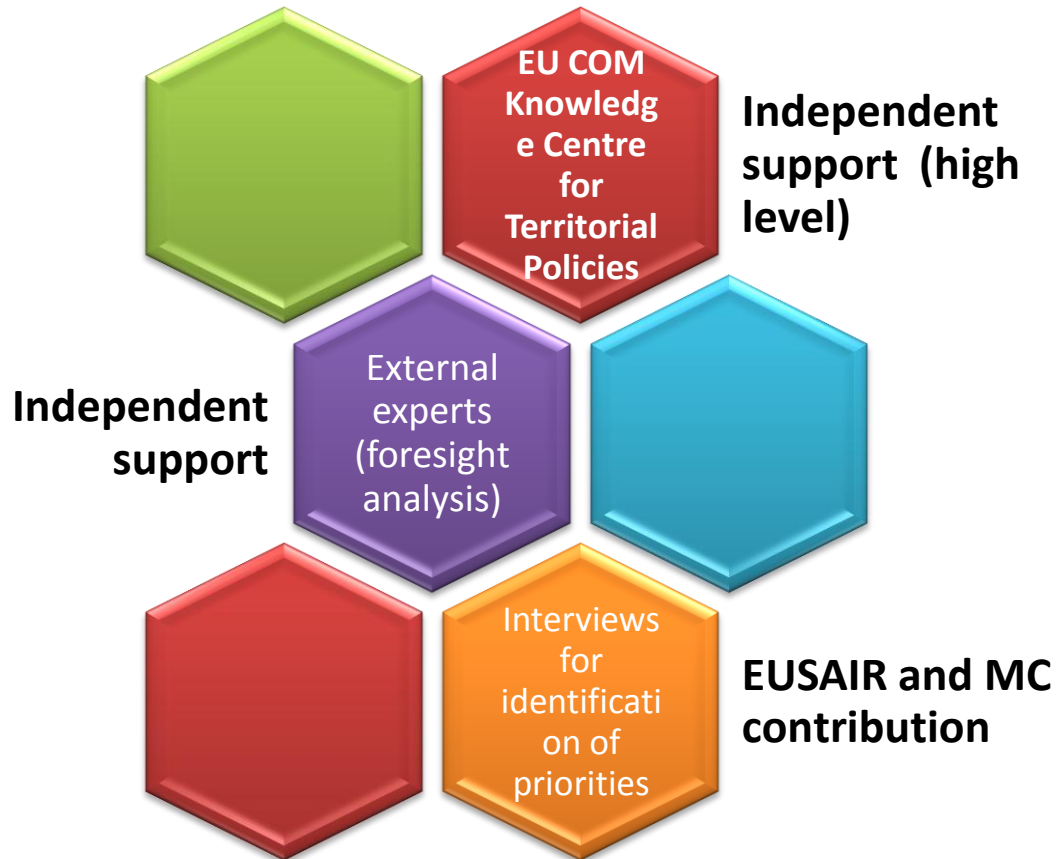 EU COM
Knowledg
e Centre
for
Territorial
Policies
Independent
support (high
level)
Independent
support
External
experts
(foresight
analysis)
Interviews
for
identificati
on of
priorities
EUSAIR and MC
contribution